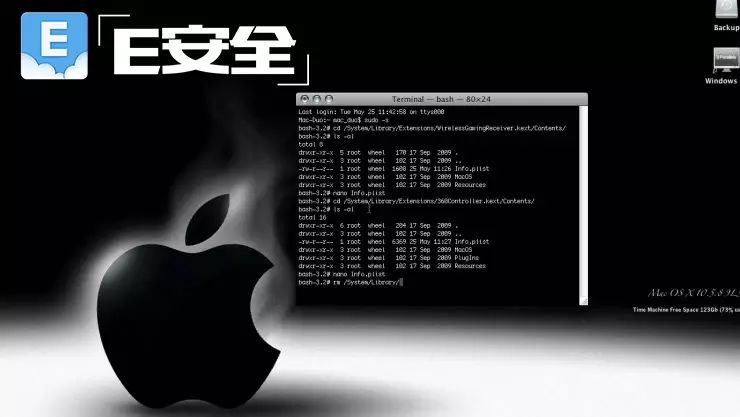 E
E安全
Backup
Windows
Terminal — bash — 80×24
Last login: Tue May 25 11:42:58 on ttys000
Mac-Duo:~ mac_duo$ sudo -s
bash-3.2# cd /System/Library/Extensions/WirelessGamingReceiver.kext/Contents/
bash-3.2# ls -al
total 8
drwxr-xr-x 5 root wheel 170 17 Sep 2009 .
drwxr-xr-x 3 root wheel 102 17 Sep 2009 ..
-rw-r--r-- 1 root wheel 1600 25 May 11:26 Info.plist
drwxr-xr-x 3 root wheel 102 17 Sep 2009 MacOS
drwxr-xr-x 3 root wheel 102 17 Sep 2009 Resources
bash-3.2# nano Info.plist
bash-3.2# cd /System/Library/Extensions/360Controller.kext/Contents/
bash-3.2# ls -al
total 16
drwxr-xr-x 6 root wheel 204 17 Sep 2009 .
drwxr-xr-x 3 root wheel 102 17 Sep 2009 ..
-rw-r--r-- 1 root wheel 6369 25 May 11:27 Info.plist
drwxr-xr-x 3 root wheel 102 17 Sep 2009 MacOS
drwxr-xr-x 3 root wheel 102 17 Sep 2009 PlugIns
drwxr-xr-x 3 root wheel 102 17 Sep 2009 Resources
bash-3.2# nano Info.plist
bash-3.2# rm /System/Library/
Mac OS X 10.5.8 9L3
Time Machine Free Space 123Gb (73% us